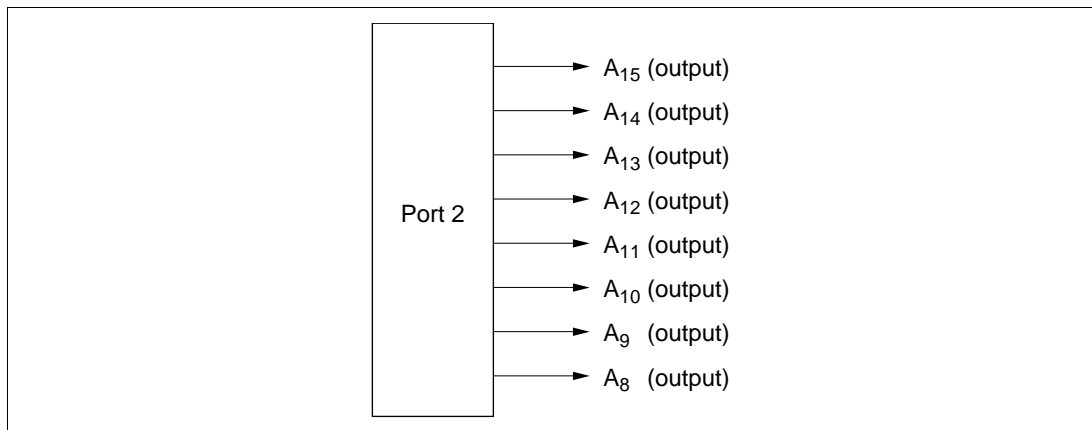 A15 (output)
A14 (output)
A13 (output)
A12 (output)
Port 2
A11 (output)
A10 (output)
A9 (output)
A8 (output)